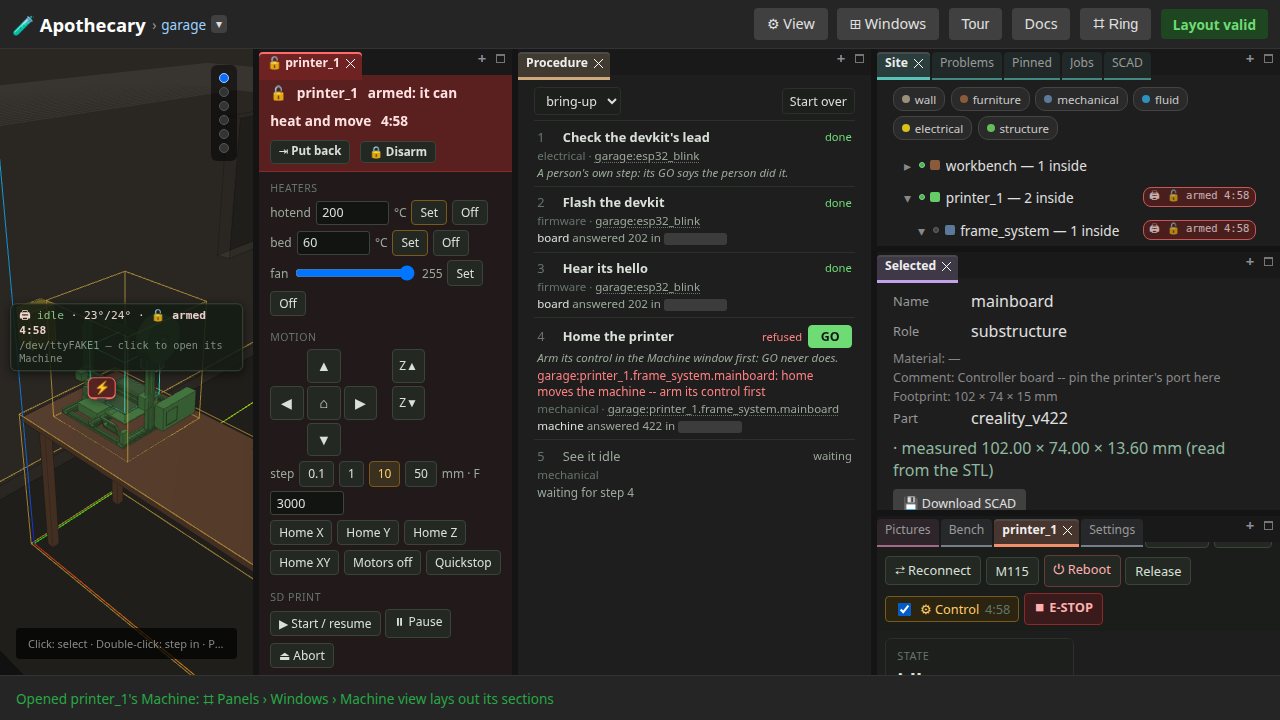 🧪 Apothecary › garage ▾
⚙ View
⊞ Windows
Tour
Docs
⌗ Ring
Layout valid
🖨 idle · 23°/24° · 🔓 armed
4:58
/dev/ttyFAKE1 — click to open its
Machine
Click: select · Double-click: step in · P...
🔓 printer_1 ×
🔓 printer_1 armed: it can
heat and move 4:58
⇥ Put back
🔒 Disarm
HEATERS
hotend 200 °C Set Off
bed 60 °C Set Off
fan 255 Set
Off
MOTION
▲ Z▲
◀ ⌂ ▶ Z▼
▼
step 0.1 1 10 50 mm · F
3000
Home X Home Y Home Z
Home XY Motors off Quickstop
SD PRINT
▶ Start / resume ⏸ Pause
⏏ Abort
Procedure ×
bring-up
Start over
1 Check the devkit's lead done
electrical · garage:esp32_blink
A person's own step: its GO says the person did it.
2 Flash the devkit done
firmware · garage:esp32_blink
board answered 202 in
3 Hear its hello done
firmware · garage:esp32_blink
board answered 202 in
4 Home the printer refused GO
Arm its control in the Machine window first: GO never does.
garage:printer_1.frame_system.mainboard: home
moves the machine -- arm its control first
mechanical · garage:printer_1.frame_system.mainboard
machine answered 422 in
5 See it idle waiting
mechanical
waiting for step 4
Site × Problems Pinned Jobs SCAD
wall furniture mechanical fluid
electrical structure
▸ workbench — 1 inside
▾ printer_1 — 2 inside 🖨 🔓 armed 4:58
▾ frame_system — 1 inside 🖨 🔓 armed 4:58
Selected ×
Name mainboard
Role substructure
Material: —
Comment: Controller board -- pin the printer's port here
Footprint: 102 × 74 × 15 mm
Part creality_v422
· measured 102.00 × 74.00 × 13.60 mm (read
from the STL)
💾 Download SCAD
Pictures Bench printer_1 × Settings
⇄ Reconnect M115 ⏻ Reboot Release
⚙ Control 4:58 ■ E-STOP
STATE
Opened printer_1's Machine: ⌗ Panels › Windows › Machine view lays out its sections